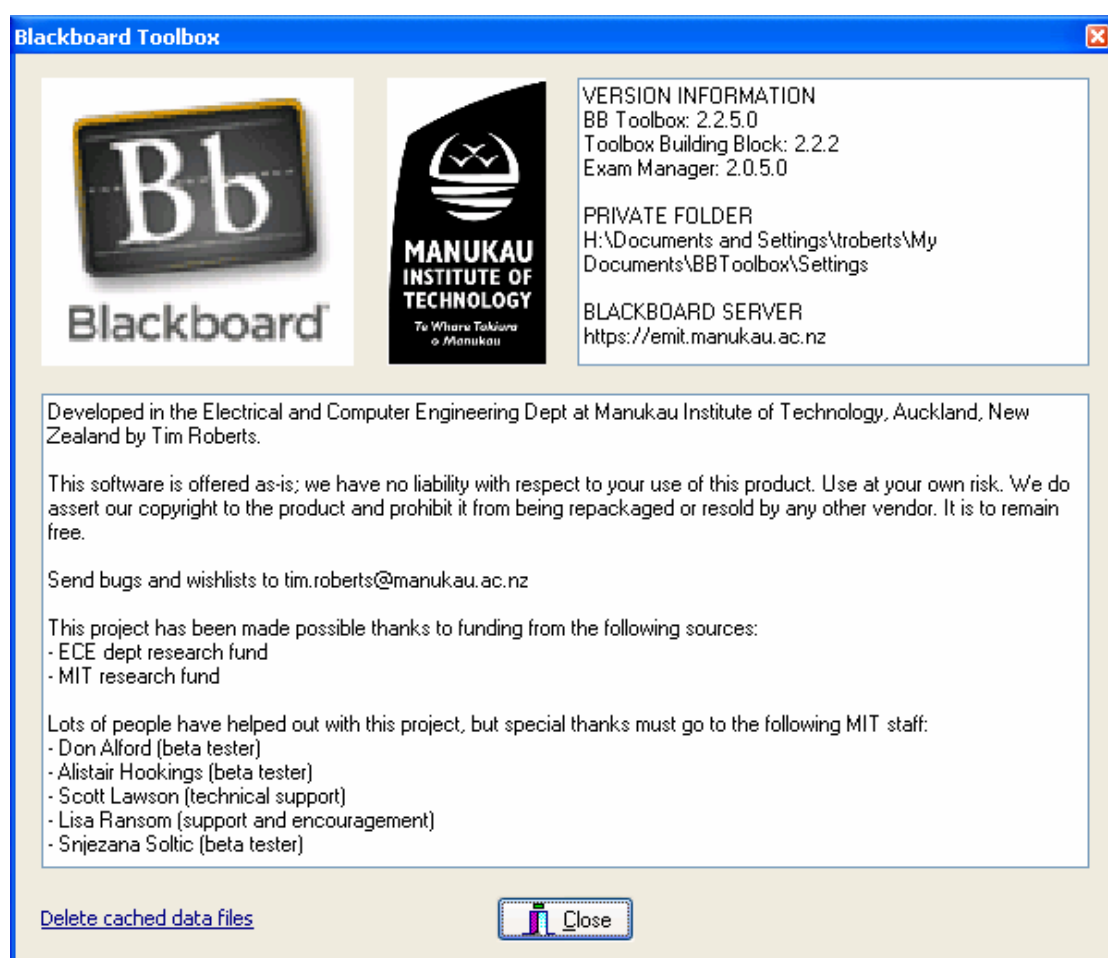 Blackboard Toolbox
Bb
Blackboard
MANUKAU
INSTITUTE OF
TECHNOLOGY
Te Whare Takiura
o Manukau
VERSION INFORMATION
BB Toolbox: 2.2.5.0
Toolbox Building Block: 2.2.2
Exam Manager: 2.0.5.0
PRIVATE FOLDER
H:\Documents and Settings\troberts\My
Documents\BBToolbox\Settings
BLACKBOARD SERVER
https://emit.manukau.ac.nz
Developed in the Electrical and Computer Engineering Dept at Manukau Institute of Technology, Auckland, New
Zealand by Tim Roberts.
This software is offered as-is; we have no liability with respect to your use of this product. Use at your own risk. We do
assert our copyright to the product and prohibit it from being repackaged or resold by any other vendor. It is to remain
free.
Send bugs and wishlists to tim.roberts@manukau.ac.nz
This project has been made possible thanks to funding from the following sources:
- ECE dept research fund
- MIT research fund
Lots of people have helped out with this project, but special thanks must go to the following MIT staff:
- Don Alford (beta tester)
- Alistair Hookings (beta tester)
- Scott Lawson (technical support)
- Lisa Ransom (support and encouragement)
- Snjezana Soltic (beta tester)
Delete cached data files
Close